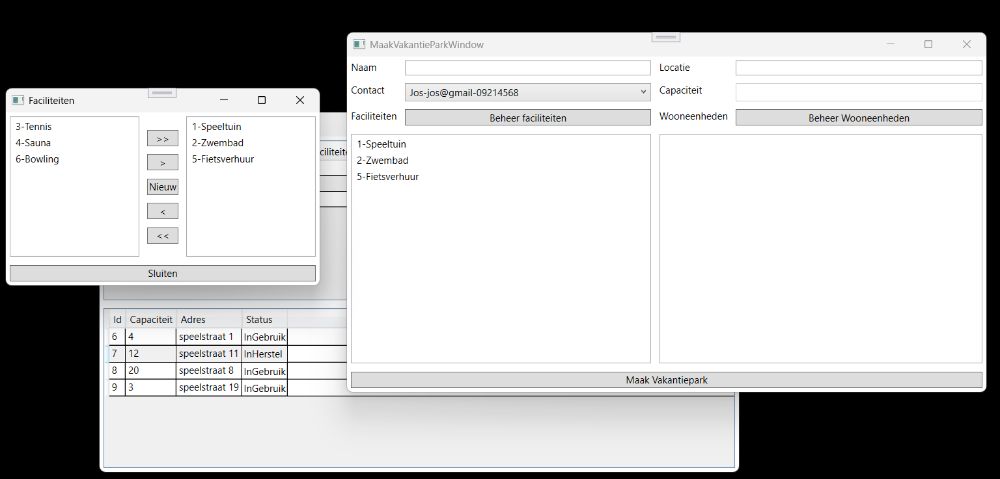 MaakVakantieParkWindow
Naam
Locatie
Contact
Jos-jos@gmail-09214568
Capaciteit
Faciliteiten
Beheer faciliteiten
Wooneenheden
Beheer Wooneenheden
1-Speeltuin
2-Zwembad
5-Fietsverhuur
Maak Vakantiepark
Faciliteiten
3-Tennis
4-Sauna
6-Bowling
>>
>
Nieuw
<
<<
1-Speeltuin
2-Zwembad
5-Fietsverhuur
Sluiten
Id Capaciteit Adres Status
6 4 speelstraat 1 InGebruik
7 12 speelstraat 11 InHerstel
8 20 speelstraat 8 InGebruik
9 3 speelstraat 19 InGebruik